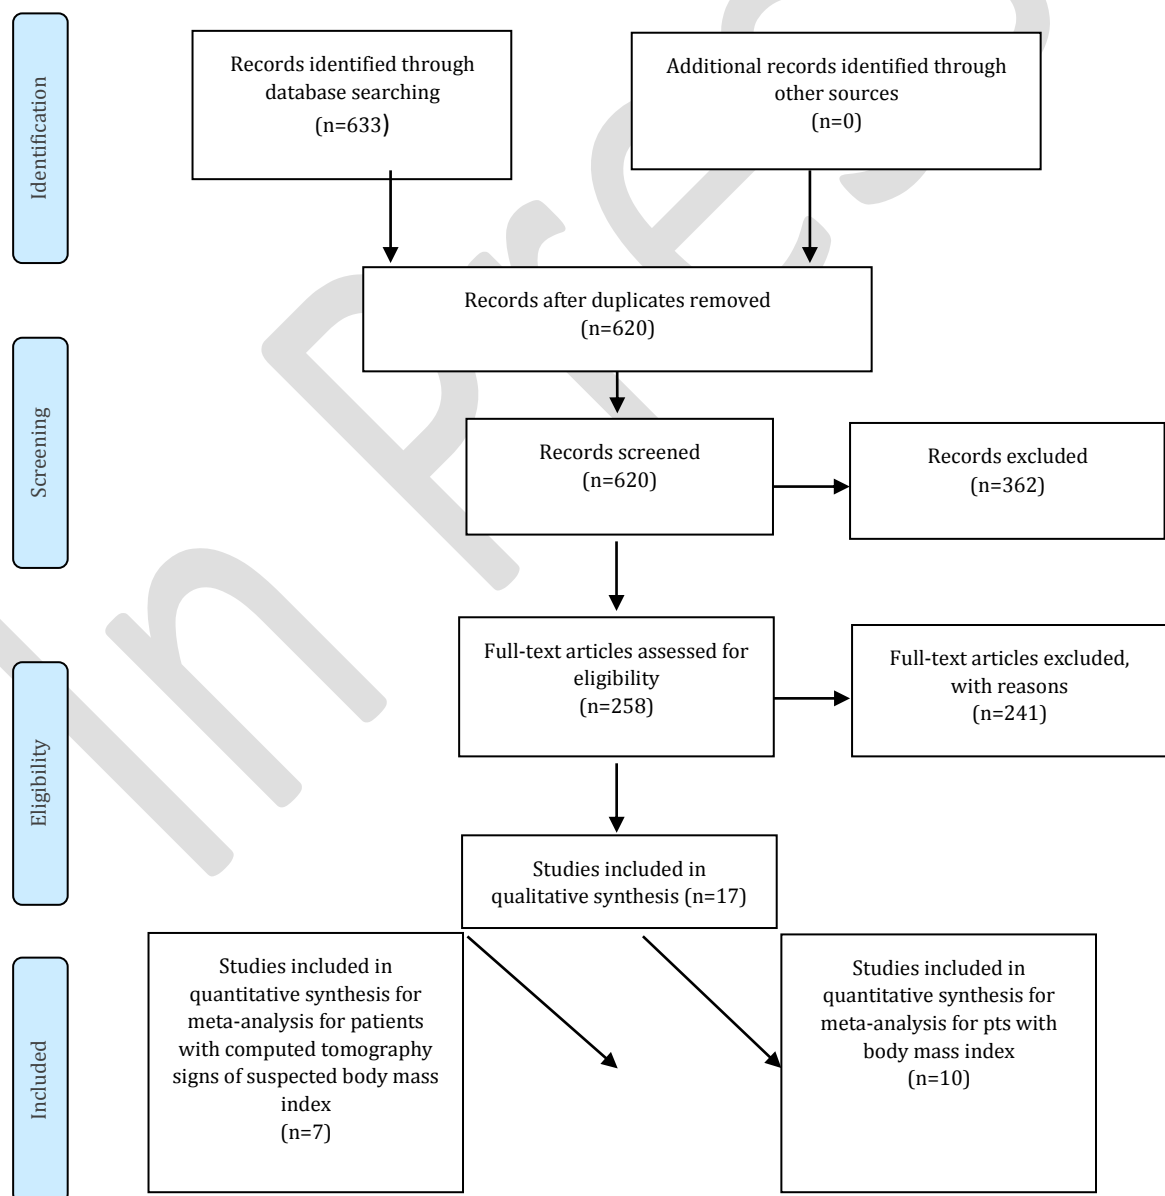 Identification
Records identified through
database searching
(n=633)
Additional records identified through
other sources
(n=0)
Records after duplicates removed
(n=620)
Screening
Records screened
(n=620)
Records excluded
(n=362)
Eligibility
Full-text articles assessed for
eligibility
(n=258)
Full-text articles excluded,
with reasons
(n=241)
Studies included in
qualitative synthesis (n=17)
Included
Studies included in
quantitative synthesis for
meta-analysis for patients
with computed tomography
signs of suspected body mass
index
(n=7)
Studies included in
quantitative synthesis for
meta-analysis for pts with
body mass index
(n=10)
In Pres